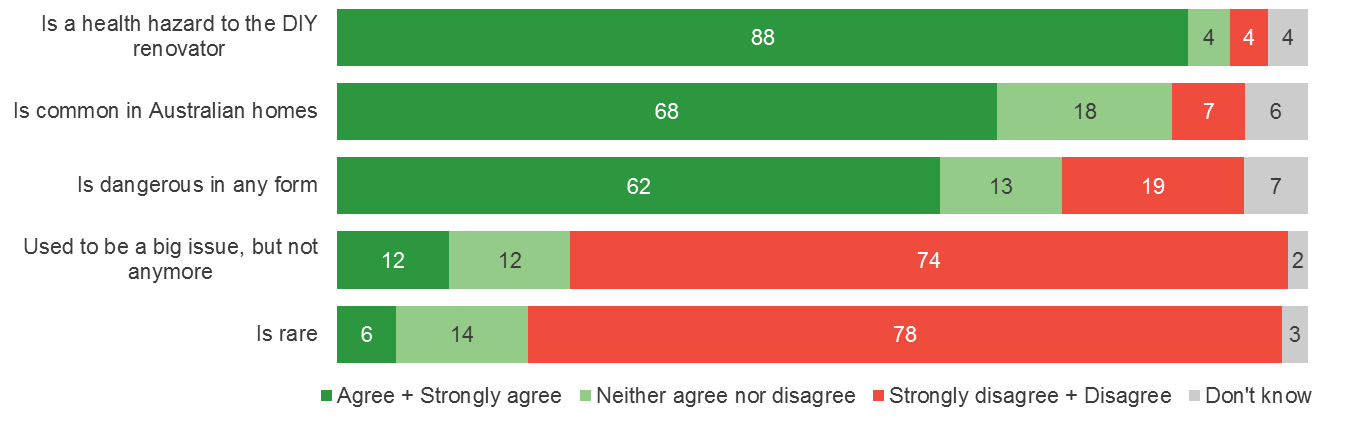 Is a health hazard to the DIY
renovator
88 4 4 4
Is common in Australian homes 68 18 7 6
Is dangerous in any form 62 13 19 7
Used to be a big issue, but not
anymore
12 12 74 2
Is rare 6 14 78 3
Agree + Strongly agree Neither agree nor disagree Strongly disagree + Disagree Don't know